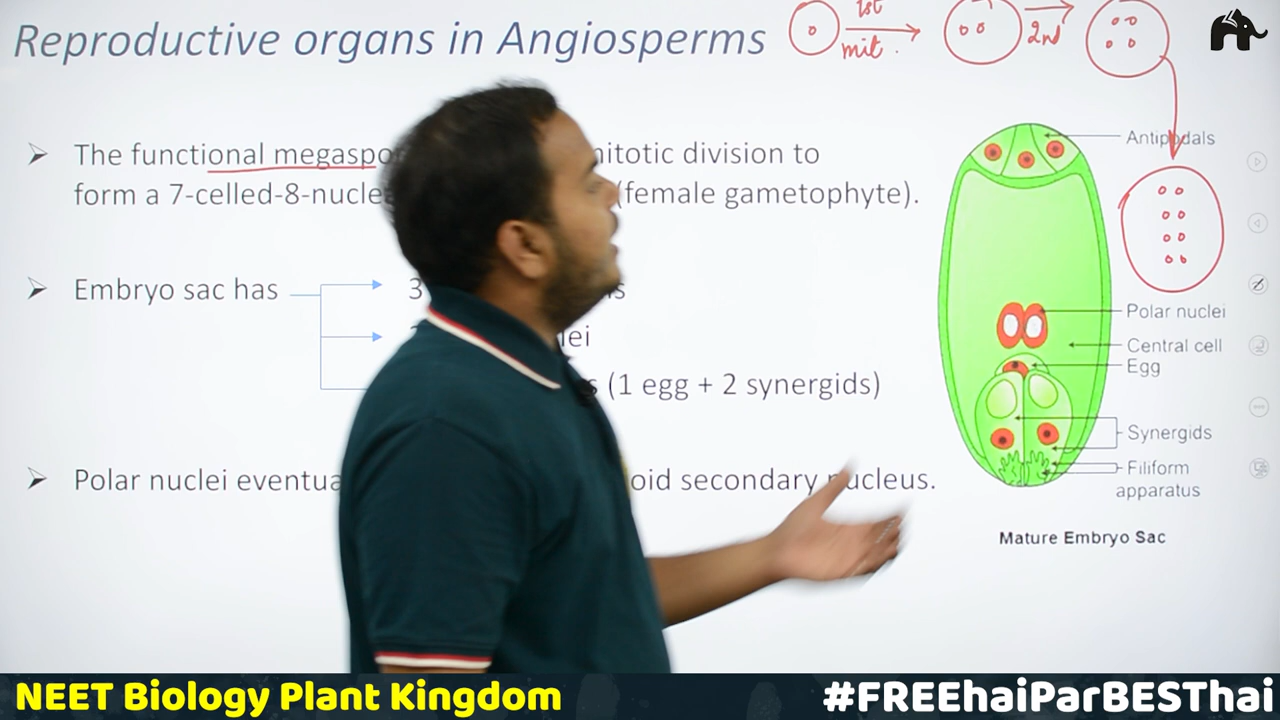 Reproductive organs in Angiosperms
1st
mit.
2nd
The functional megaspo mitotic division to
form a 7-celled-8-nucle (female gametophyte).
Embryo sac has
3
(1 egg + 2 synergids)
Polar nuclei eventua secondary nucleus.
Antipodals
Polar nuclei
Central cell
Egg
Synergids
Filiform
apparatus
Mature Embryo Sac
NEET Biology Plant Kingdom
#FREEhaiParBESThai